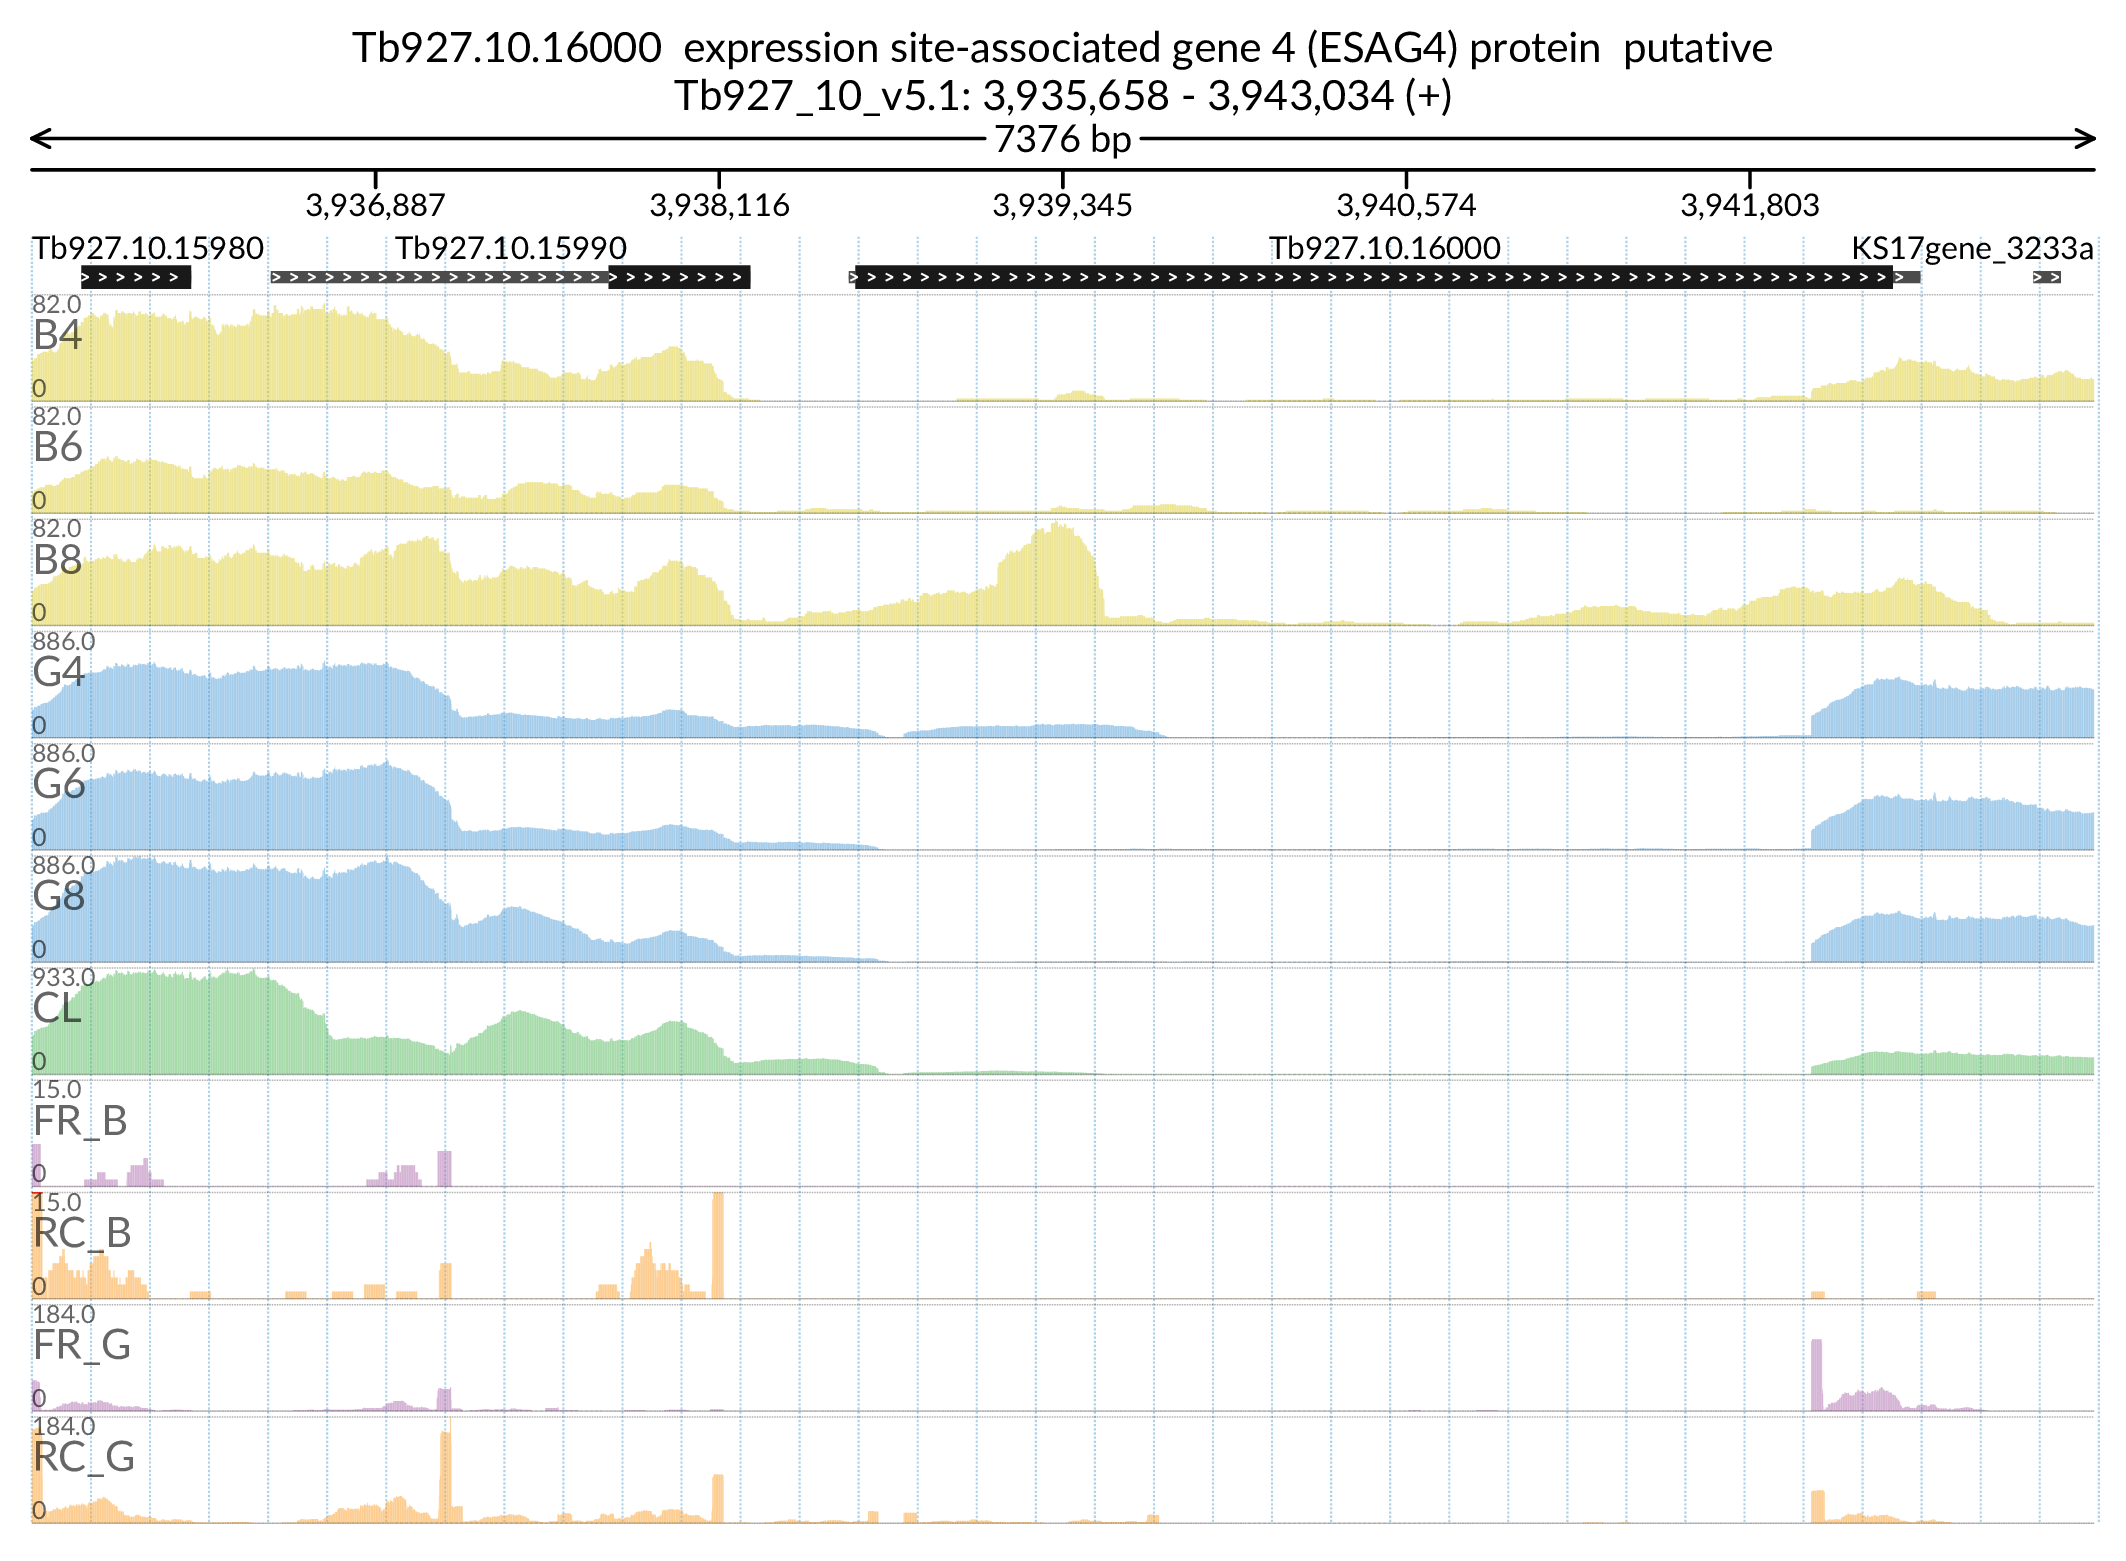 Tb927.10.16000  expression site-associated gene 4 (ESAG4) protein  putative
Tb927_10_v5.1: 3,935,658 - 3,943,034 (+)
7376 bp
3,936,887 3,938,116 3,939,345 3,940,574 3,941,803
Tb927.10.15980 Tb927.10.15990 Tb927.10.16000 KS17gene_3233a
82.0
B4
0
82.0
B6
0
82.0
B8
0
886.0
G4
0
886.0
G6
0
886.0
G8
0
933.0
CL
0
15.0
FR_B
0
15.0
RC_B
0
184.0
FR_G
0
184.0
RC_G
0